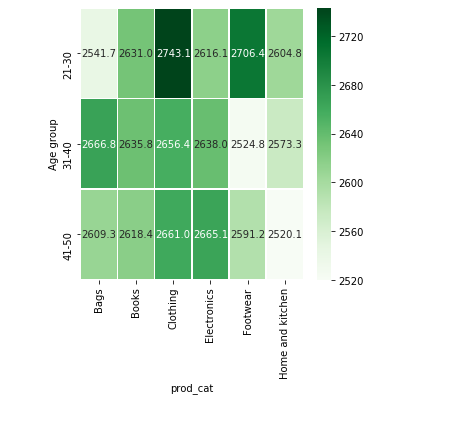 21-30 2541.7 2631.0 2743.1 2616.1 2706.4 2604.8
31-40 2666.8 2635.8 2656.4 2638.0 2524.8 2573.3
41-50 2609.3 2618.4 2661.0 2665.1 2591.2 2520.1
Age group
Bags
Books
Clothing
Electronics
Footwear
Home and kitchen
prod_cat
2720
2680
2640
2600
2560
2520